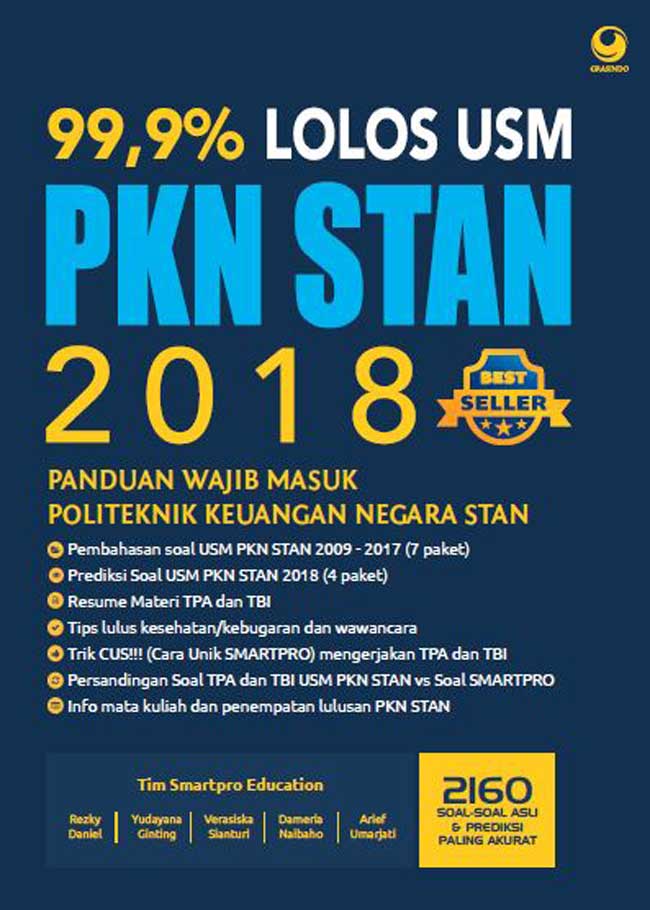 GRASINDO
99,9% LOLOS USM
PKN STAN
2018
BEST
SELLER
PANDUAN WAJIB MASUK
POLITEKNIK KEUANGAN NEGARA STAN
Pembahasan soal USM PKN STAN 2009 - 2017 (7 paket)
Prediksi Soal USM PKN STAN 2018 (4 paket)
Resume Materi TPA dan TBI
Tips lulus kesehatan/kebugaran dan wawancara
Trik CUS!!! (Cara Unik SMARTPRO) mengerjakan TPA dan TBI
Persandingan Soal TPA dan TBI USM PKN STAN vs Soal SMARTPRO
Info mata kuliah dan penempatan lulusan PKN STAN
Tim Smartpro Education
Rezky Daniel
Yudayana Ginting
Verasiska Sianturi
Dameria Naibaho
Arief Umarjati
2160
SOAL-SOAL ASLI
& PREDIKSI
PALING AKURAT